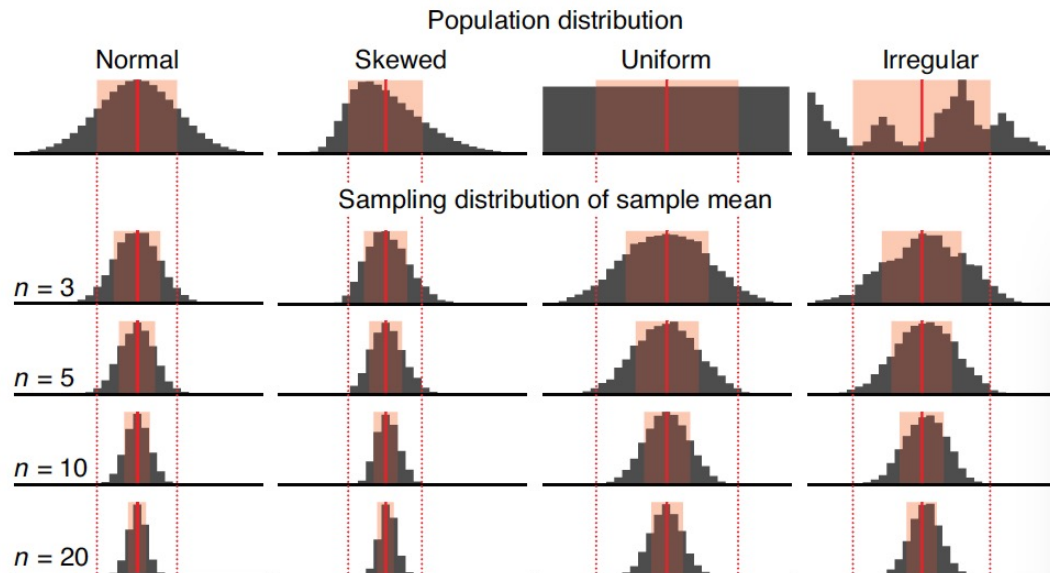 Population distribution
Normal Skewed Uniform Irregular
Sampling distribution of sample mean
n = 3
n = 5
n = 10
n = 20